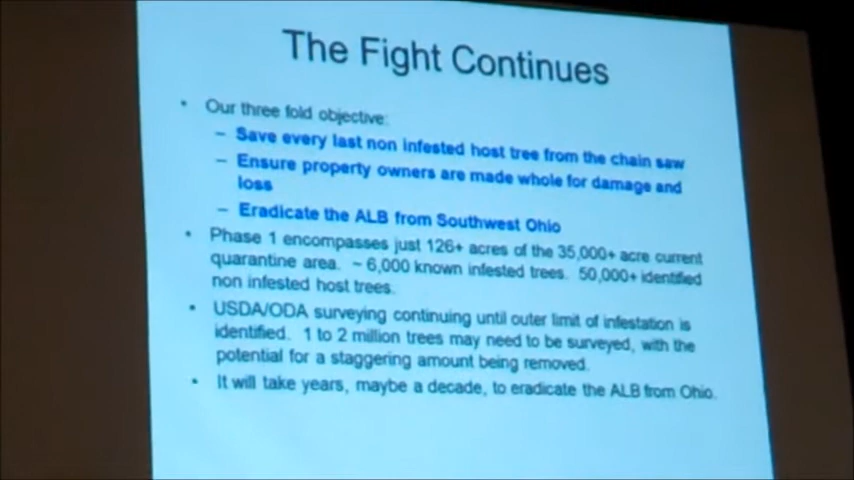 The Fight Continues
• Our three fold objective:
– Save every last non infested host tree from the chain saw
– Ensure property owners are made whole for damage and
loss
– Eradicate the ALB from Southwest Ohio
• Phase 1 encompasses just 126+ acres of the 35,000+ acre current
quarantine area. ~ 6,000 known infested trees. 50,000+ identified
non infested host trees.
• USDA/ODA surveying continuing until outer limit of infestation is
identified. 1 to 2 million trees may need to be surveyed, with the
potential for a staggering amount being removed.
• It will take years, maybe a decade, to eradicate the ALB from Ohio.